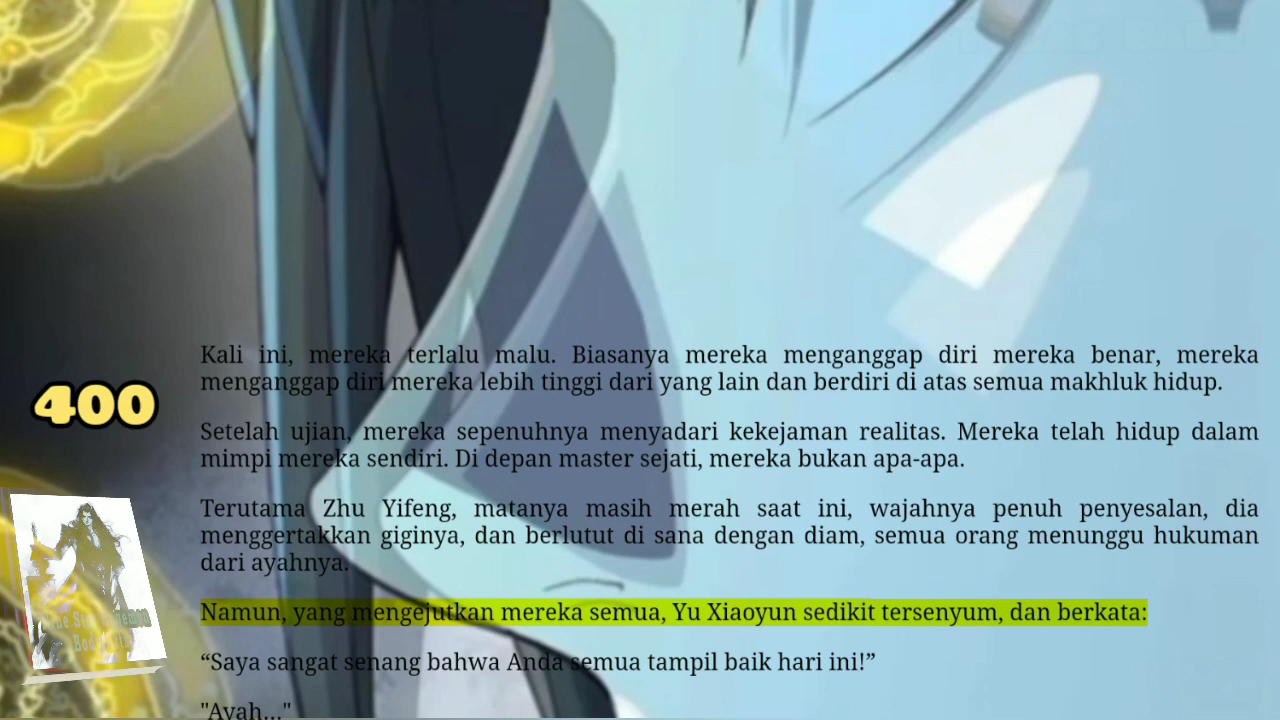 Kali ini, mereka terlalu malu. Biasanya mereka menganggap diri mereka benar, mereka
menganggap diri mereka lebih tinggi dari yang lain dan berdiri di atas semua makhluk hidup.
400
Setelah ujian, mereka sepenuhnya menyadari kekejaman realitas. Mereka telah hidup dalam
mimpi mereka sendiri. Di depan master sejati, mereka bukan apa-apa.
Terutama Zhu Yifeng, matanya masih merah saat ini, wajahnya penuh penyesalan, dia
menggertakkan giginya, dan berlutut di sana dengan diam, semua orang menunggu hukuman
dari ayahnya.
Namun, yang mengejutkan mereka semua, Yu Xiaoyun sedikit tersenyum, dan berkata:
“Saya sangat senang bahwa Anda semua tampil baik hari ini!”
"Ayah..."